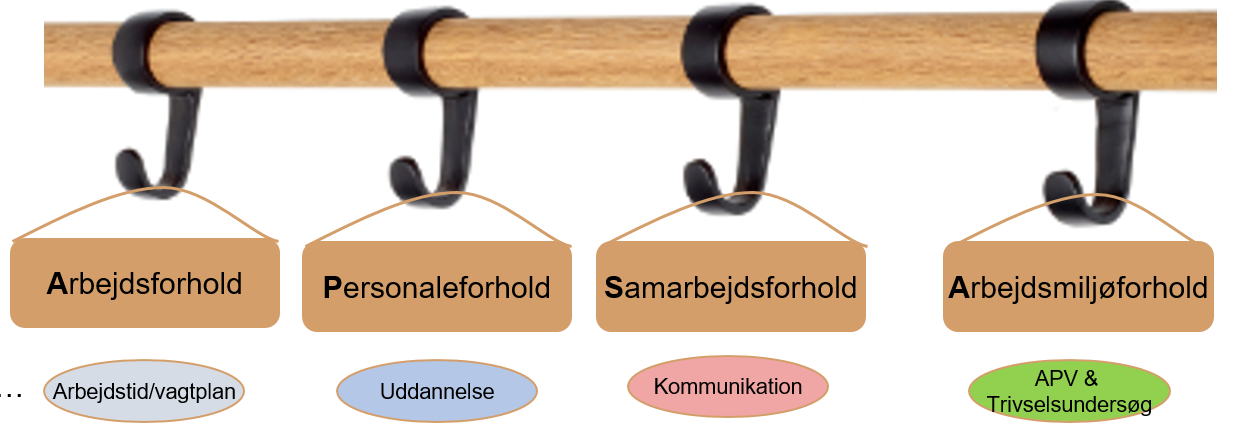 Arbejdsforhold
Personaleforhold
Samarbejdsforhold
Arbejdsmiljøforhold
...
Arbejdstid/vagtplan
Uddannelse
Kommunikation
APV &
Trivselsundersøg